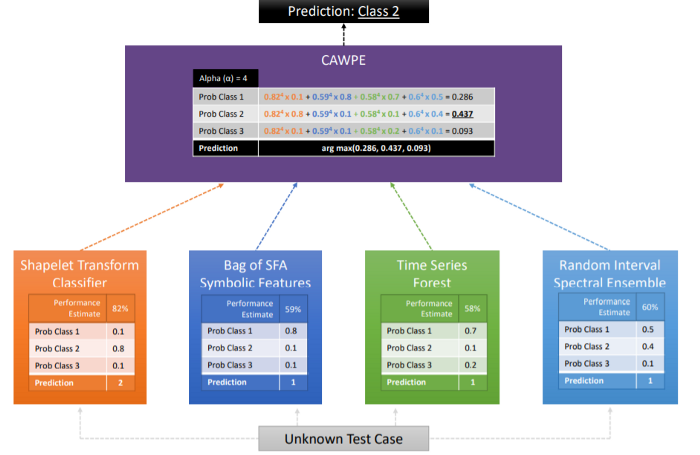 Prediction: Class 2
CAWPE
Alpha (α) = 4
Prob Class 1 0.82⁴ x 0.1 + 0.59⁴ x 0.8 + 0.58⁴ x 0.7 + 0.6⁴ x 0.5 = 0.286
Prob Class 2 0.82⁴ x 0.8 + 0.59⁴ x 0.1 + 0.58⁴ x 0.1 + 0.6⁴ x 0.4 = 0.437
Prob Class 3 0.82⁴ x 0.1 + 0.59⁴ x 0.1 + 0.58⁴ x 0.2 + 0.6⁴ x 0.1 = 0.093
Prediction arg max(0.286, 0.437, 0.093)
Shapelet Transform
Classifier
Performance
Estimate 82%
Prob Class 1 0.1
Prob Class 2 0.8
Prob Class 3 0.1
Prediction 2
Bag of SFA
Symbolic Features
Performance
Estimate 59%
Prob Class 1 0.8
Prob Class 2 0.1
Prob Class 3 0.1
Prediction 1
Time Series
Forest
Performance
Estimate 58%
Prob Class 1 0.7
Prob Class 2 0.1
Prob Class 3 0.2
Prediction 1
Random Interval
Spectral Ensemble
Performance
Estimate 60%
Prob Class 1 0.5
Prob Class 2 0.4
Prob Class 3 0.1
Prediction 1
Unknown Test Case